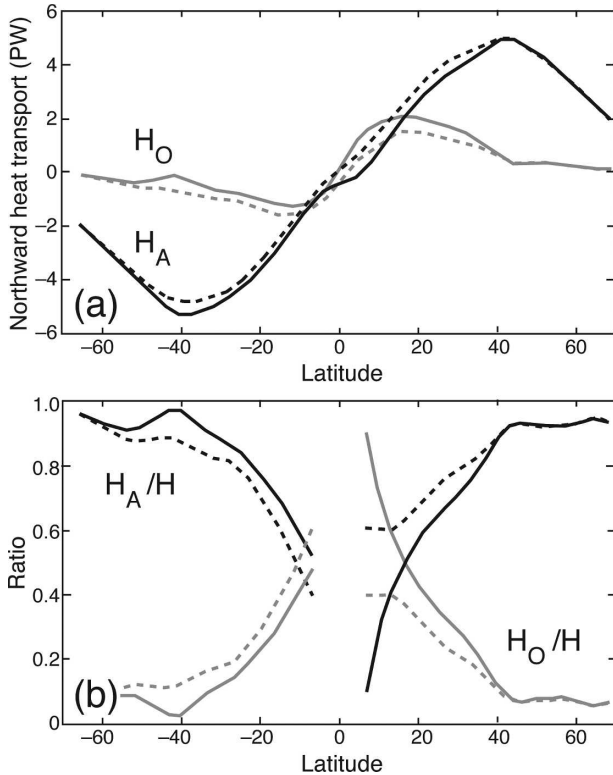 Northward heat transport (PW)
6
4
2
0
–2
–4
–6
H_O
H_A
(a)
–60 –40 –20 0 20 40 60
Latitude
Ratio
1.0
0.8
0.6
0.4
0.2
0
H_A/H
H_O/H
(b)
–60 –40 –20 0 20 40 60
Latitude